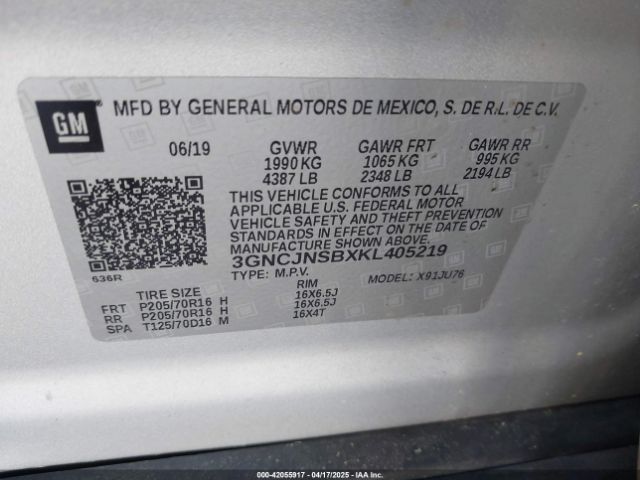 GM
MFD BY GENERAL MOTORS DE MEXICO, S. DE R.L. DE C.V.
06/19 GVWR GAWR FRT GAWR RR
1990 KG 1065 KG 995 KG
4387 LB 2348 LB 2194 LB
THIS VEHICLE CONFORMS TO ALL
APPLICABLE U.S. FEDERAL MOTOR
VEHICLE SAFETY AND THEFT PREVENTION
STANDARDS IN EFFECT ON THE DATE OF
MANUFACTURE SHOWN ABOVE.
3GNCJNSBXKL405219
636R TYPE: M.P.V. MODEL: X91JU76
TIRE SIZE RIM
FRT P205/70R16 H 16X6.5J
RR P205/70R16 H 16X6.5J
SPA T125/70D16 M 16X4T
000-42055917 - 04/17/2025 - IAAI.COM